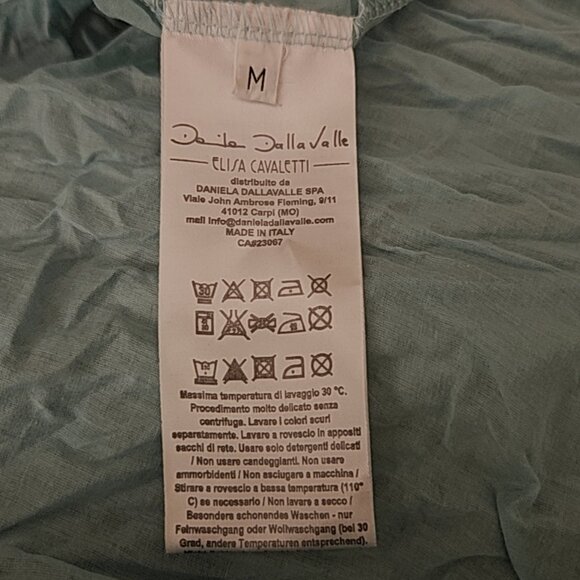 M
Daniela Dallavalle
ELISA CAVALETTI
distribuito da
DANIELA DALLAVALLE SPA
Viale John Ambrose Fleming, 9/11
41012 Carpi (MO)
mail info@danieladallavalle.com
MADE IN ITALY
CA#23067
30
30
Massima temperatura di lavaggio 30 °C.
Procedimento molto delicato senza
centrifuga. Lavare i colori scuri
separatamente. Lavare a rovescio in appositi
sacchi di rete. Usare solo detergenti delicati
/ Non usare candeggianti. Non usare
ammorbidenti / Non asciugare a macchina /
Stirare a rovescio a bassa temperatura (110°
C) se necessario / Non lavare a secco /
Besondere schonendes Waschen - nur
Feinwaschgang oder Wollwaschgang (bei 30
Grad, andere Temperaturen entsprechend).